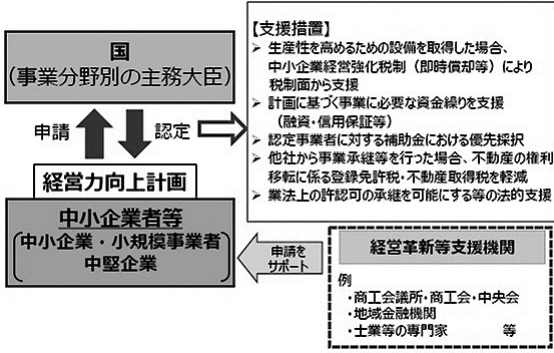 国
(事業分野別の主務大臣)
申請
認定
経営力向上計画
中小企業者等
中小企業・小規模事業者
中堅企業
【支援措置】
➢ 生産性を高めるための設備を取得した場合、
中小企業経営強化税制（即時償却等）により
税制面から支援
➢ 計画に基づく事業に必要な資金繰りを支援
（融資・信用保証等）
➢ 認定事業者に対する補助金における優先採択
➢ 他社から事業承継等を行った場合、不動産の権利
移転に係る登録免許税・不動産取得税を軽減
➢ 業法上の許認可の承継を可能にする等の法的支援
申請を
サポート
経営革新等支援機関
例
・商工会議所・商工会・中央会
・地域金融機関
・士業等の専門家 等